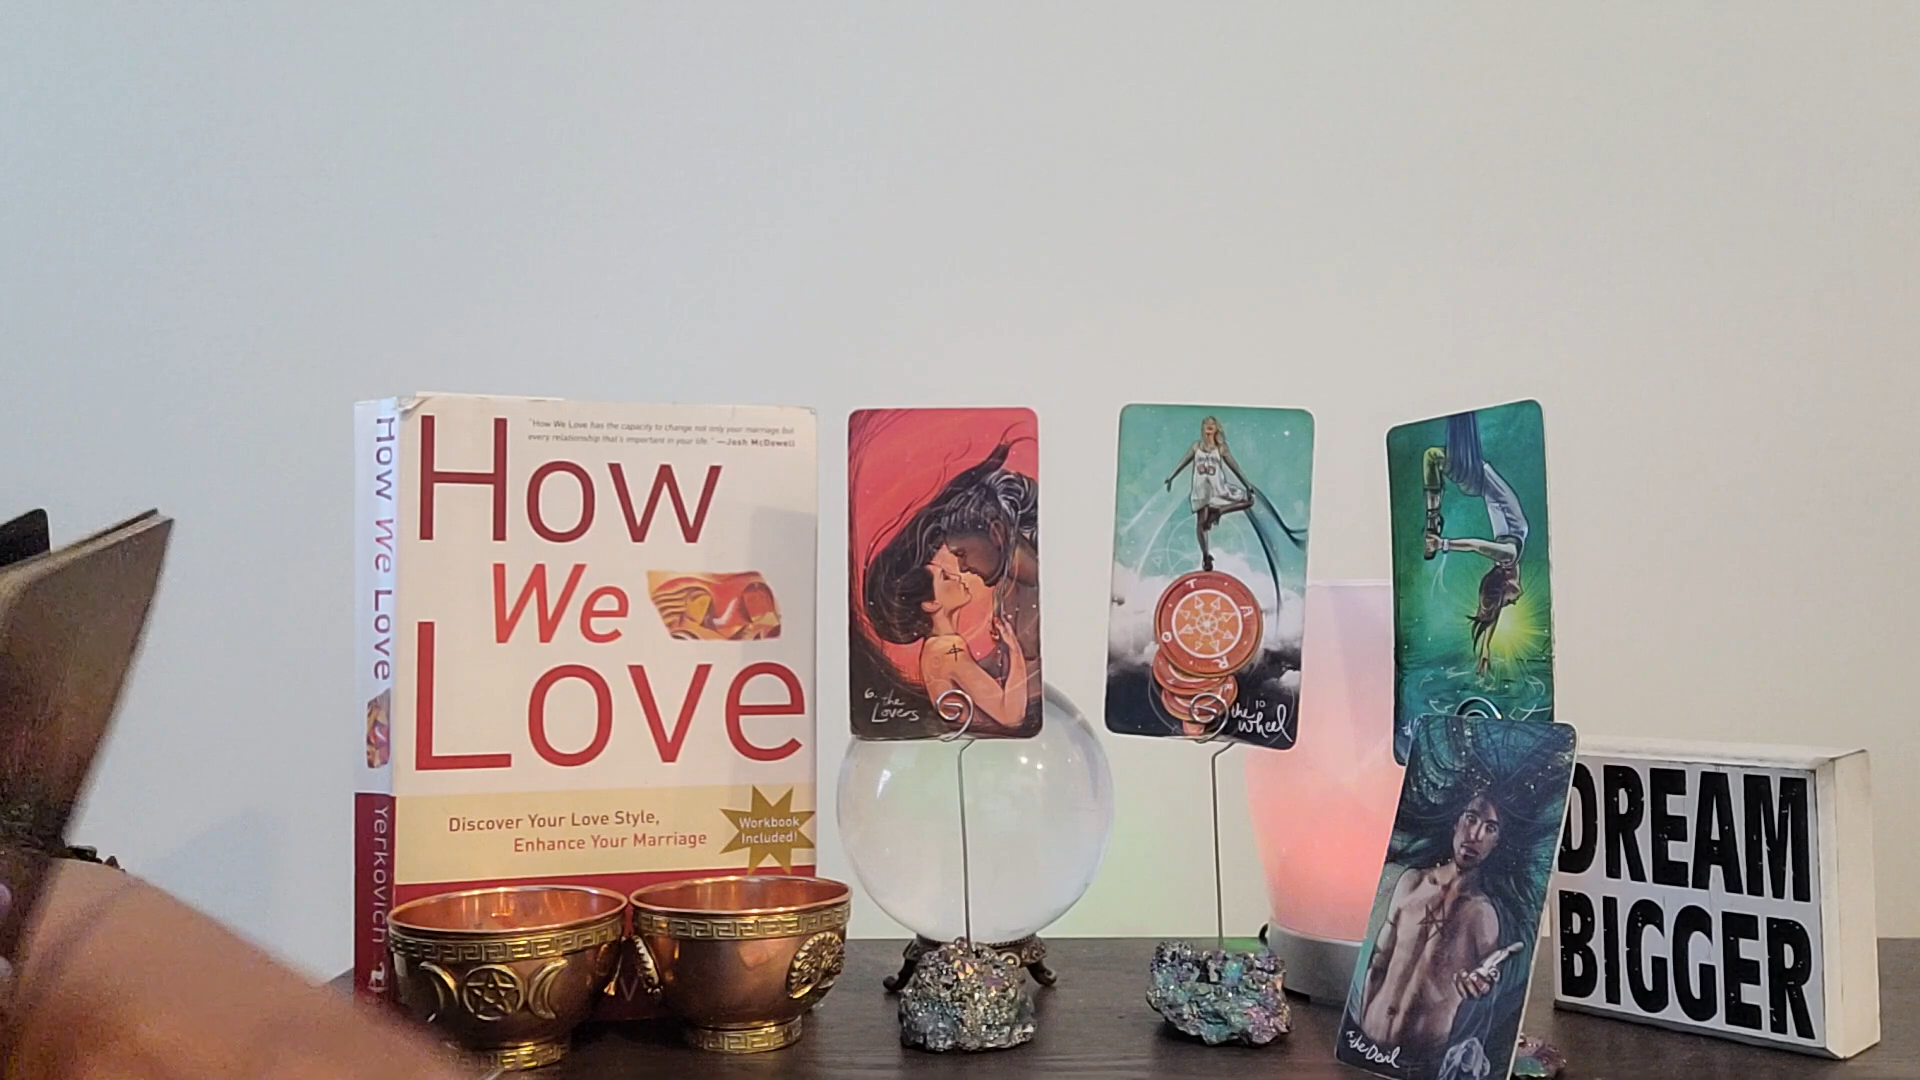 How We Love
Yerkovich
"How We Love has the capacity to change not only your marriage but
every relationship that's important in your life." —Josh McDowell
How
We
Love
Discover Your Love Style,
Enhance Your Marriage
Workbook
Included!
6. the
Lovers
T A R O
the 10
Wheel
the Devil
DREAM
BIGGER